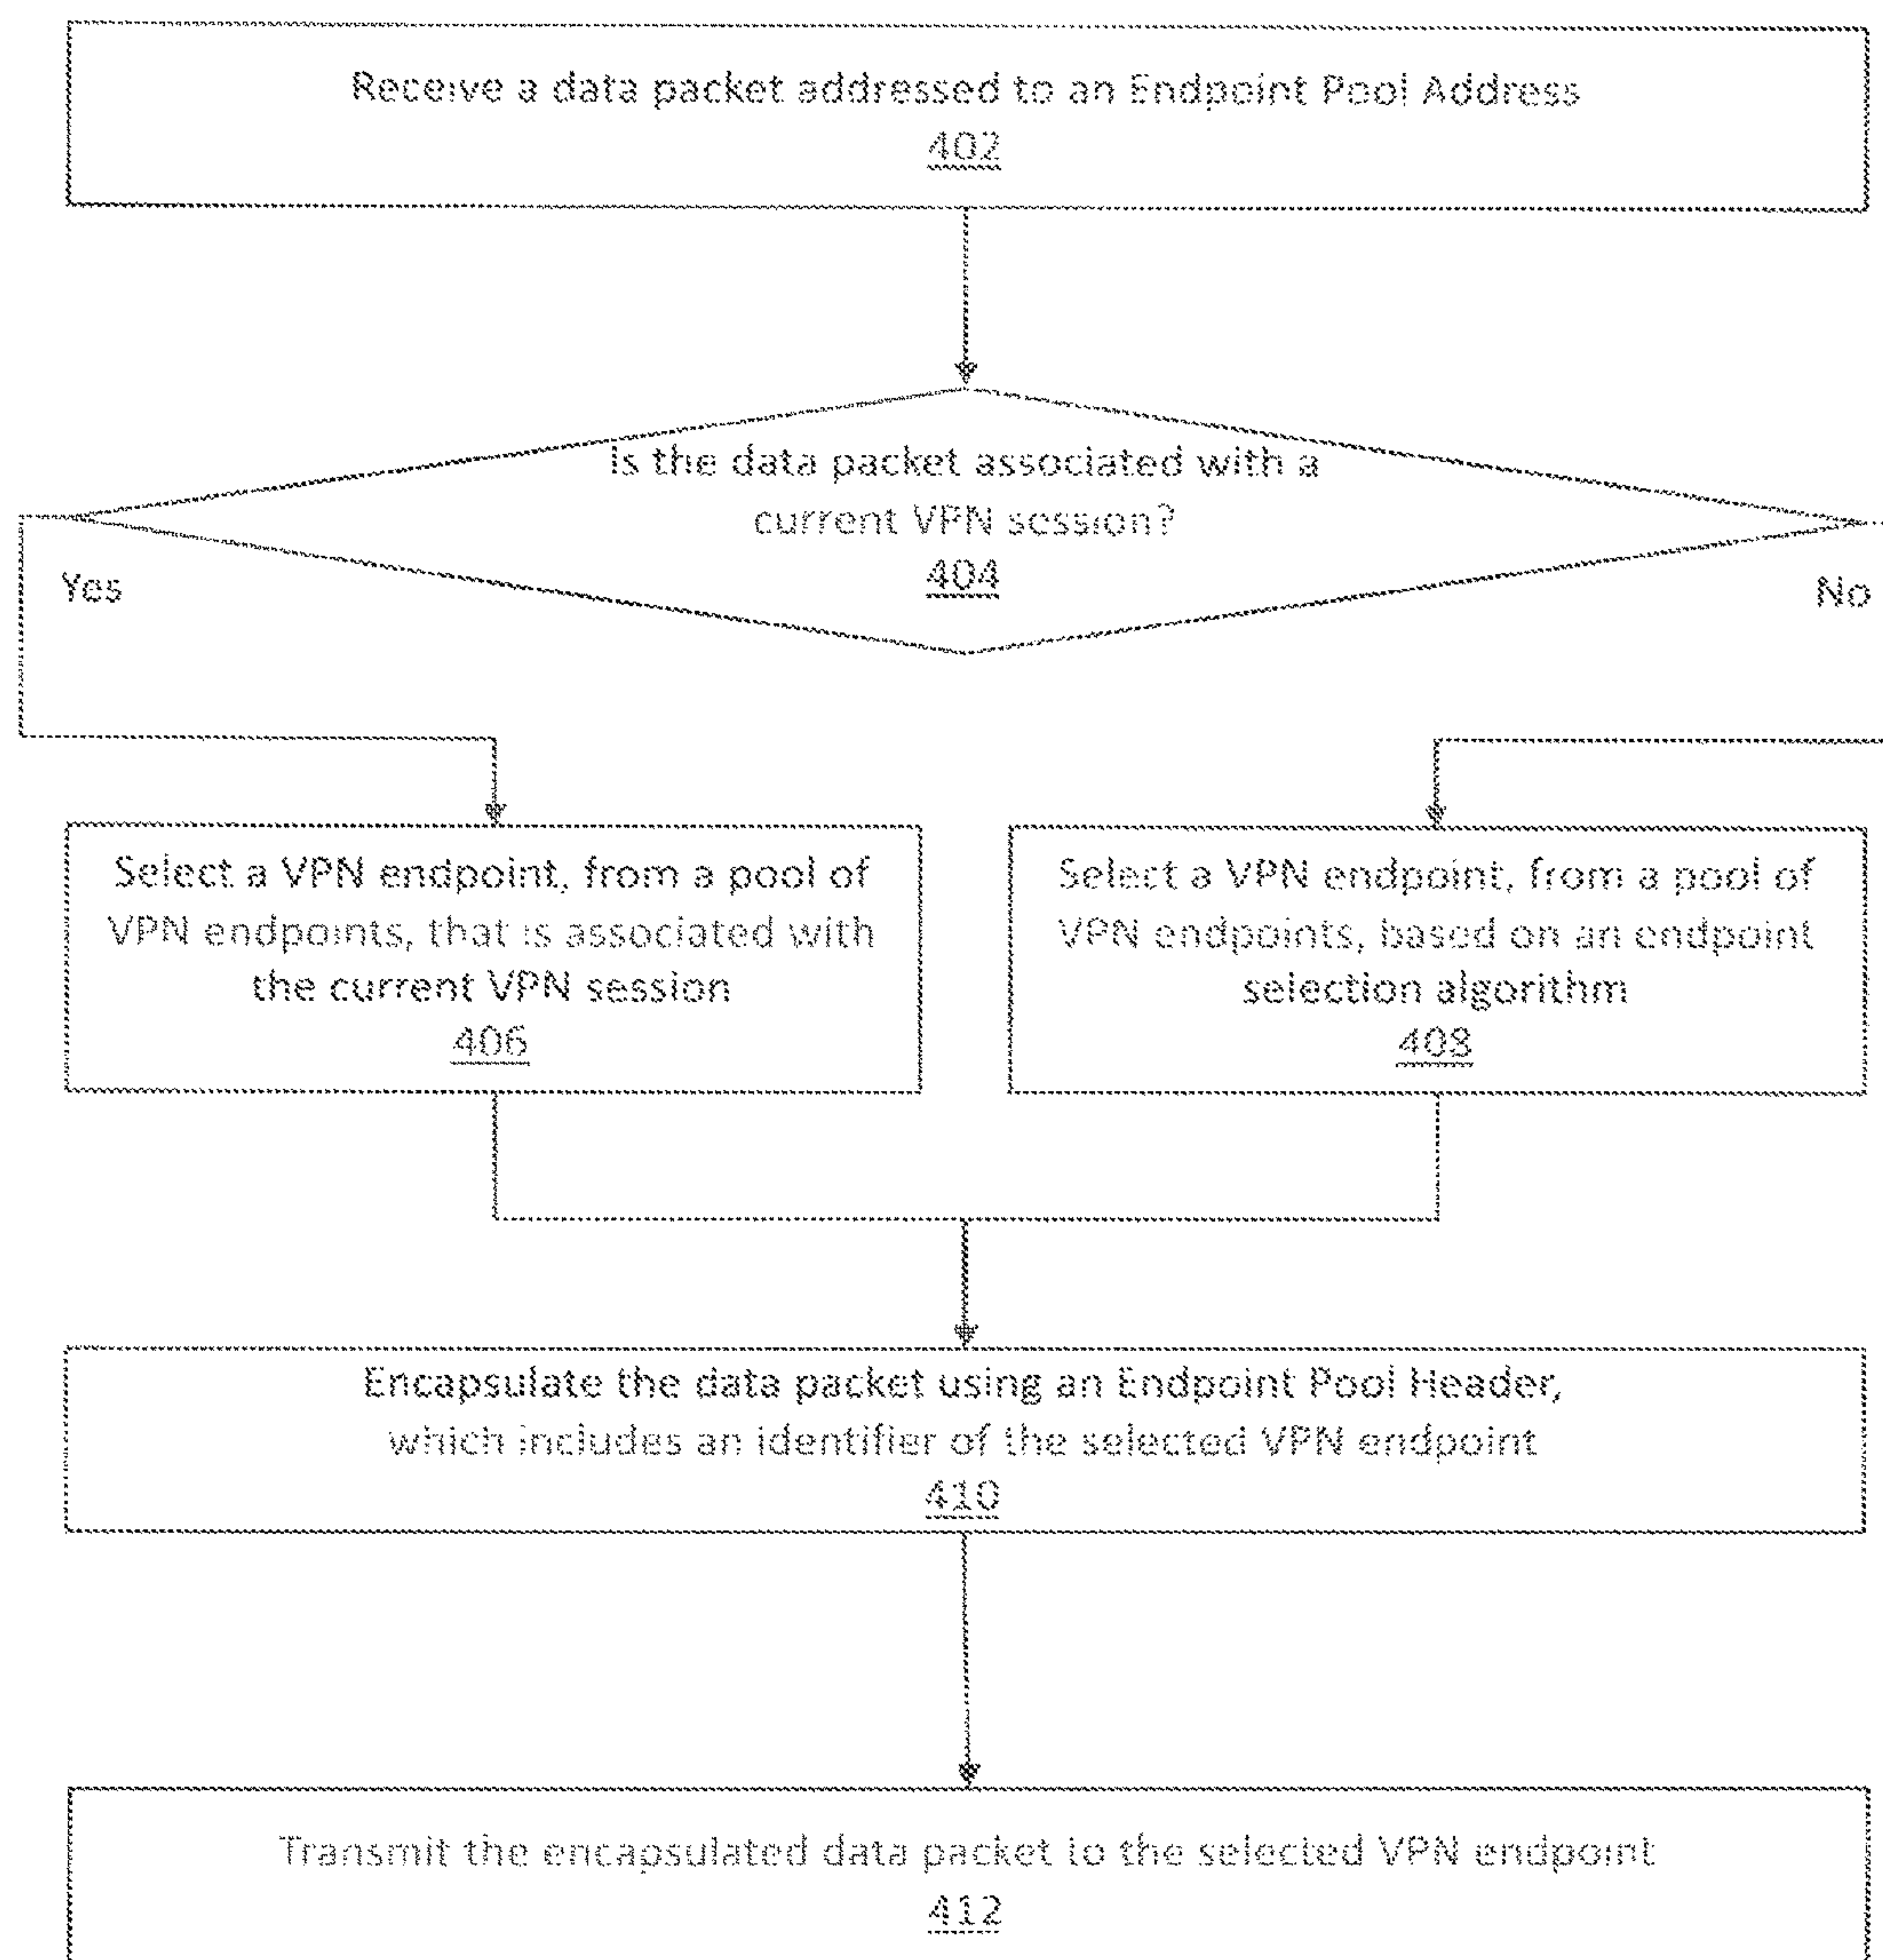 Receive a data packet addressed to an Endpoint Pool Address
402
Is the data packet associated with a
current VPN session?
404
Yes
No
Select a VPN endpoint, from a pool of
VPN endpoints, that is associated with
the current VPN session
406
Select a VPN endpoint, from a pool of
VPN endpoints, based on an endpoint
selection algorithm
408
Encapsulate the data packet using an Endpoint Pool Header,
which includes an identifier of the selected VPN endpoint
410
Transmit the encapsulated data packet to the selected VPN endpoint
412